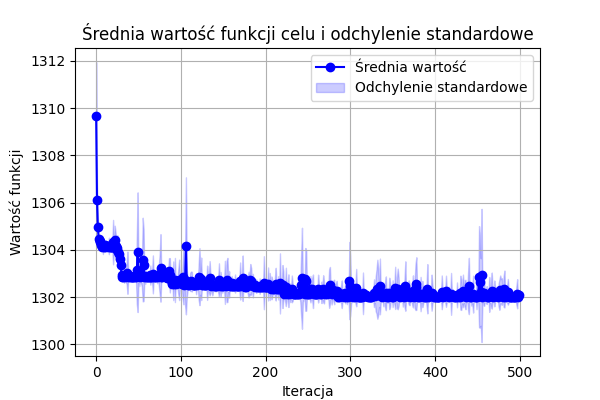 Średnia wartość funkcji celu i odchylenie standardowe
1312
1310
1308
1306
1304
1302
1300
Wartość funkcji
Średnia wartość
Odchylenie standardowe
0 100 200 300 400 500
Iteracja